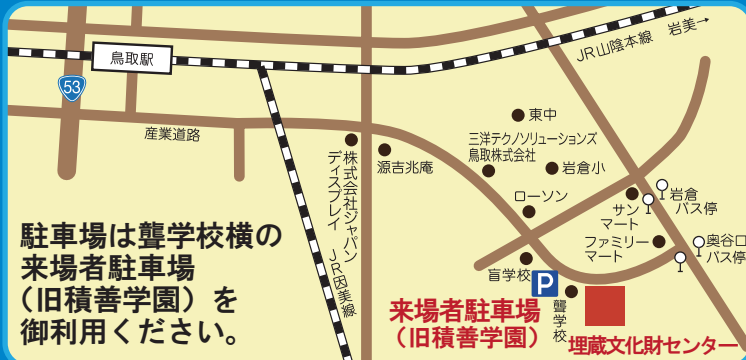 鳥取駅
JR山陰本線 岩美→
53
産業道路
東中
三洋テクノソリューションズ
鳥取株式会社
岩倉小
源吉兆庵
株式会社ジャパン
ディスプレイ
JR因美線
ローソン
サン
マート
岩倉
バス停
ファミリー
マート
奥谷口
バス停
盲学校
P
聾学校
駐車場は聾学校横の
来場者駐車場
(旧積善学園)を
御利用ください。
来場者駐車場
(旧積善学園)
埋蔵文化財センター